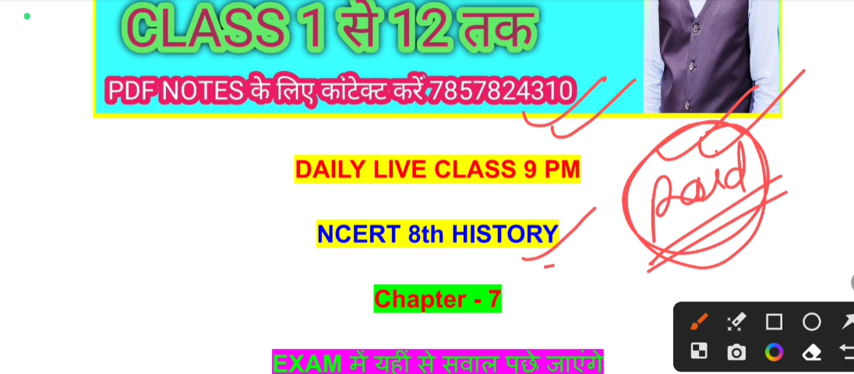 CLASS 1 से 12 तक
PDF NOTES के लिए कांटेक्ट करें 7857824310
DAILY LIVE CLASS 9 PM
Paid
NCERT 8th HISTORY
Chapter - 7
EXAM में यहीं से सवाल पूछे जाएंगे